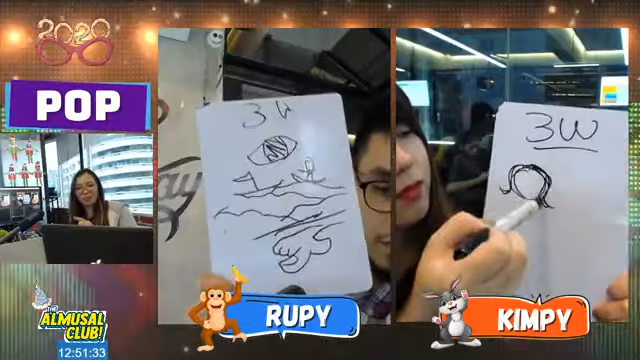 2020
POP
3W
3W
RUPY
KIMPY
THE
ALMUSAL
CLUB!
12:51:33